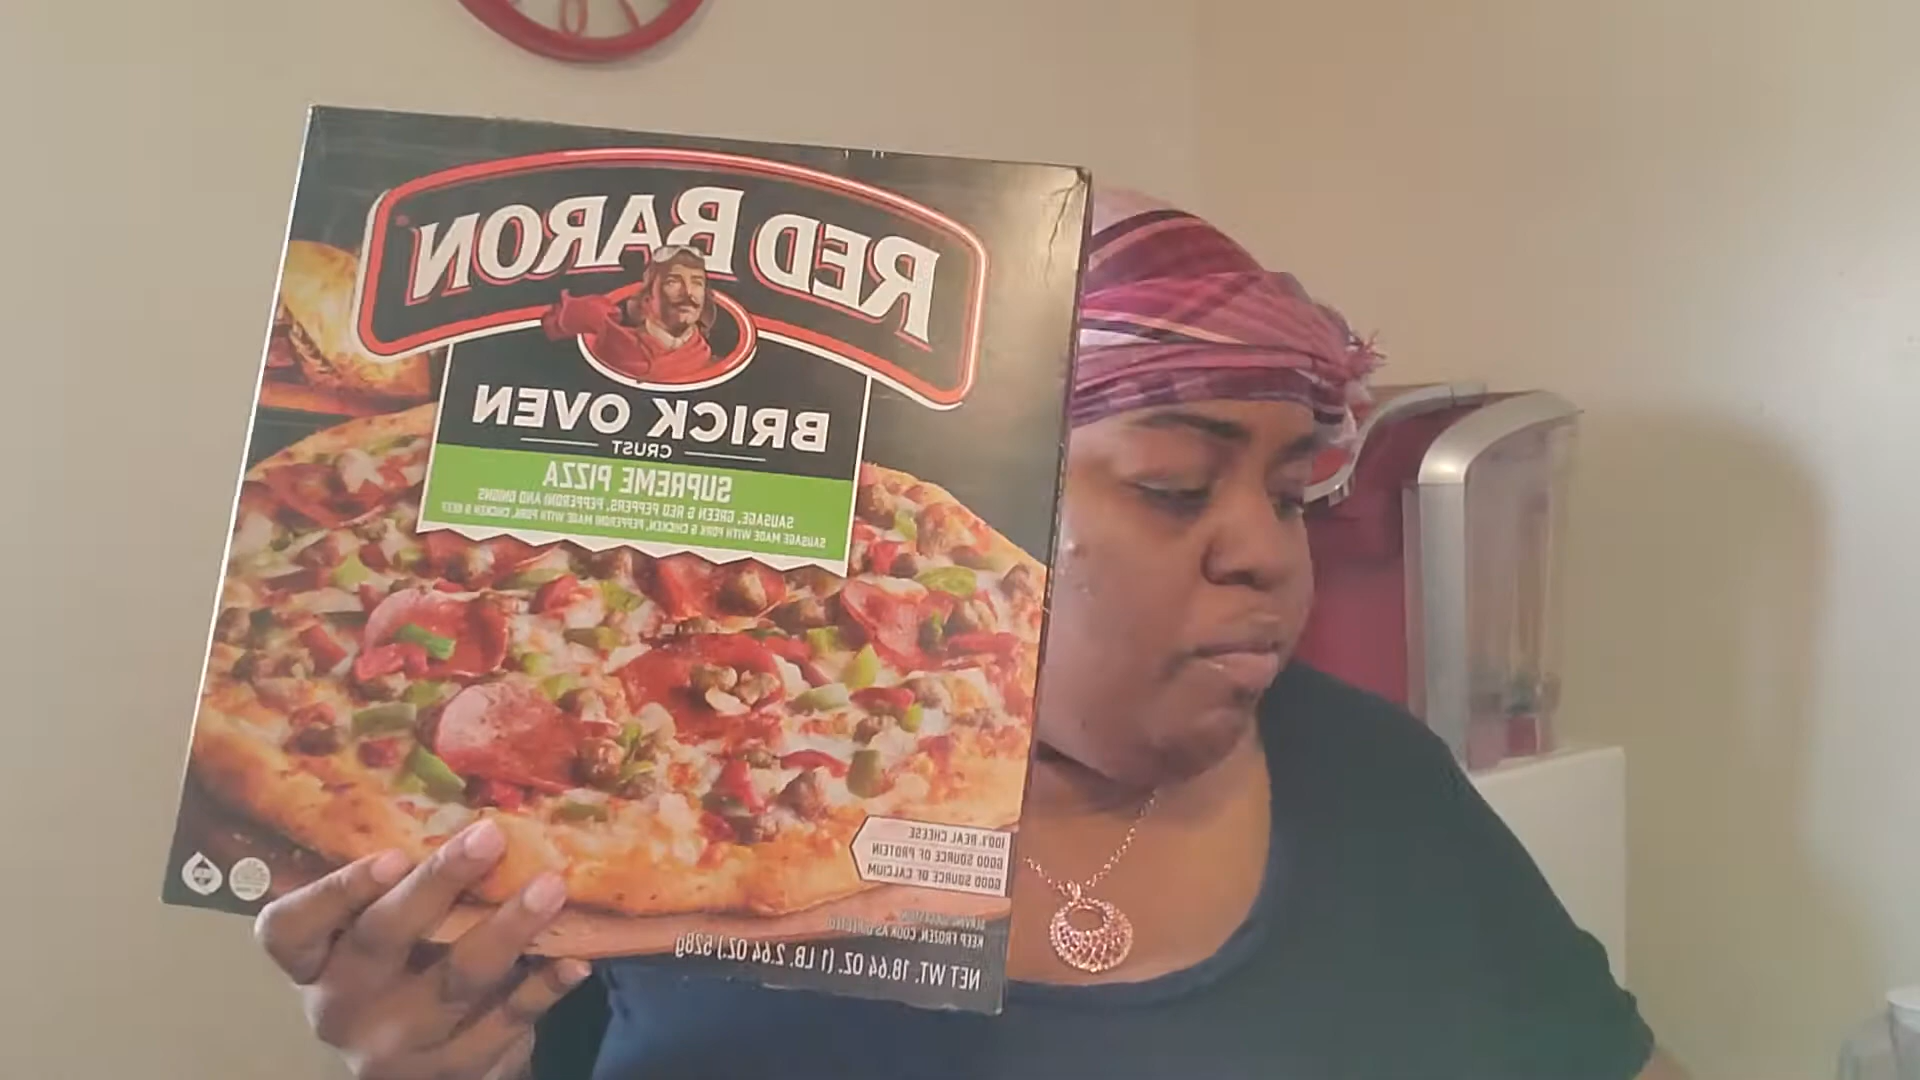 RED BARON
BRICK OVEN
CRUST
SUPREME PIZZA
SAUSAGE, GREEN & RED PEPPERS, PEPPERONI AND ONIONS
SAUSAGE MADE WITH PORK & CHICKEN, PEPPERONI MADE WITH PORK, CHICKEN & BEEF
100% REAL CHEESE
GOOD SOURCE OF PROTEIN
GOOD SOURCE OF CALCIUM
SERVING SUGGESTION
KEEP FROZEN, COOK AS DIRECTED
NET WT. 18.64 OZ. (1 LB. 2.64 OZ.) 528g